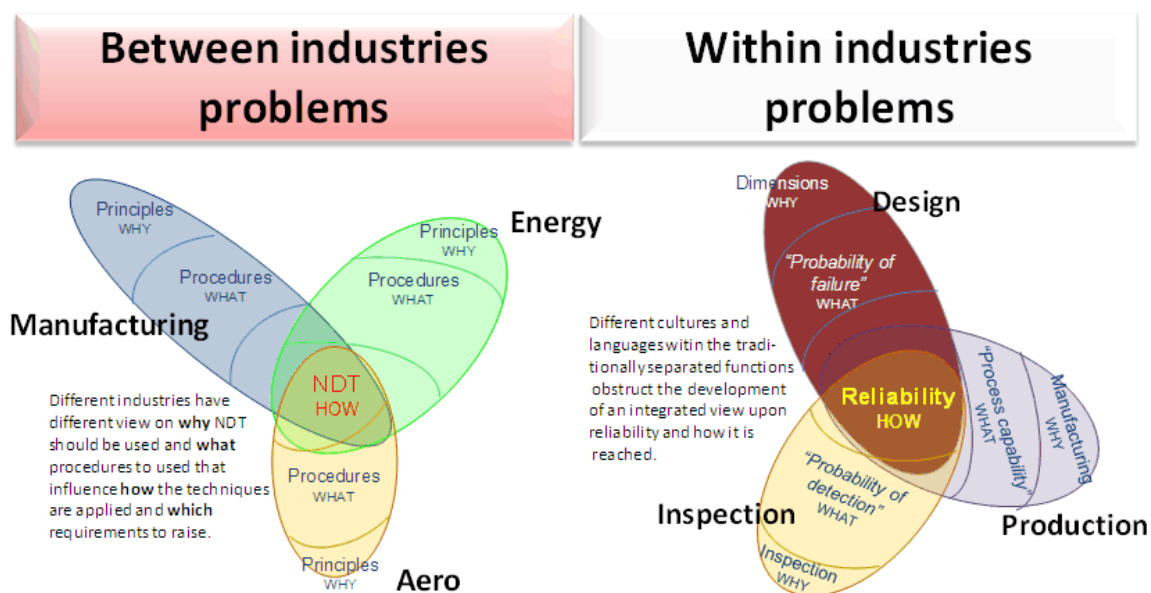 Between industries
problems
Within industries
problems
Principles
WHY
Procedures
WHAT
Manufacturing
Principles
WHY
Procedures
WHAT
Energy
NDT
HOW
Different industries have
different view on why NDT
should be used and what
procedures to used that
influence how the techniques
are applied and which
requirements to raise.
Procedures
WHAT
Principles
WHY
Aero
Dimensions
WHY
Design
"Probability of
failure"
WHAT
Different cultures and
languages witin the tradi-
tionally separated functions
obstruct the development
of an integrated view upon
reliability and how it is
reached.
Reliability
HOW
"Process capability"
WHAT
Manufacturing
WHY
Production
"Probability of
detection"
WHAT
Inspection
Inspection
WHY